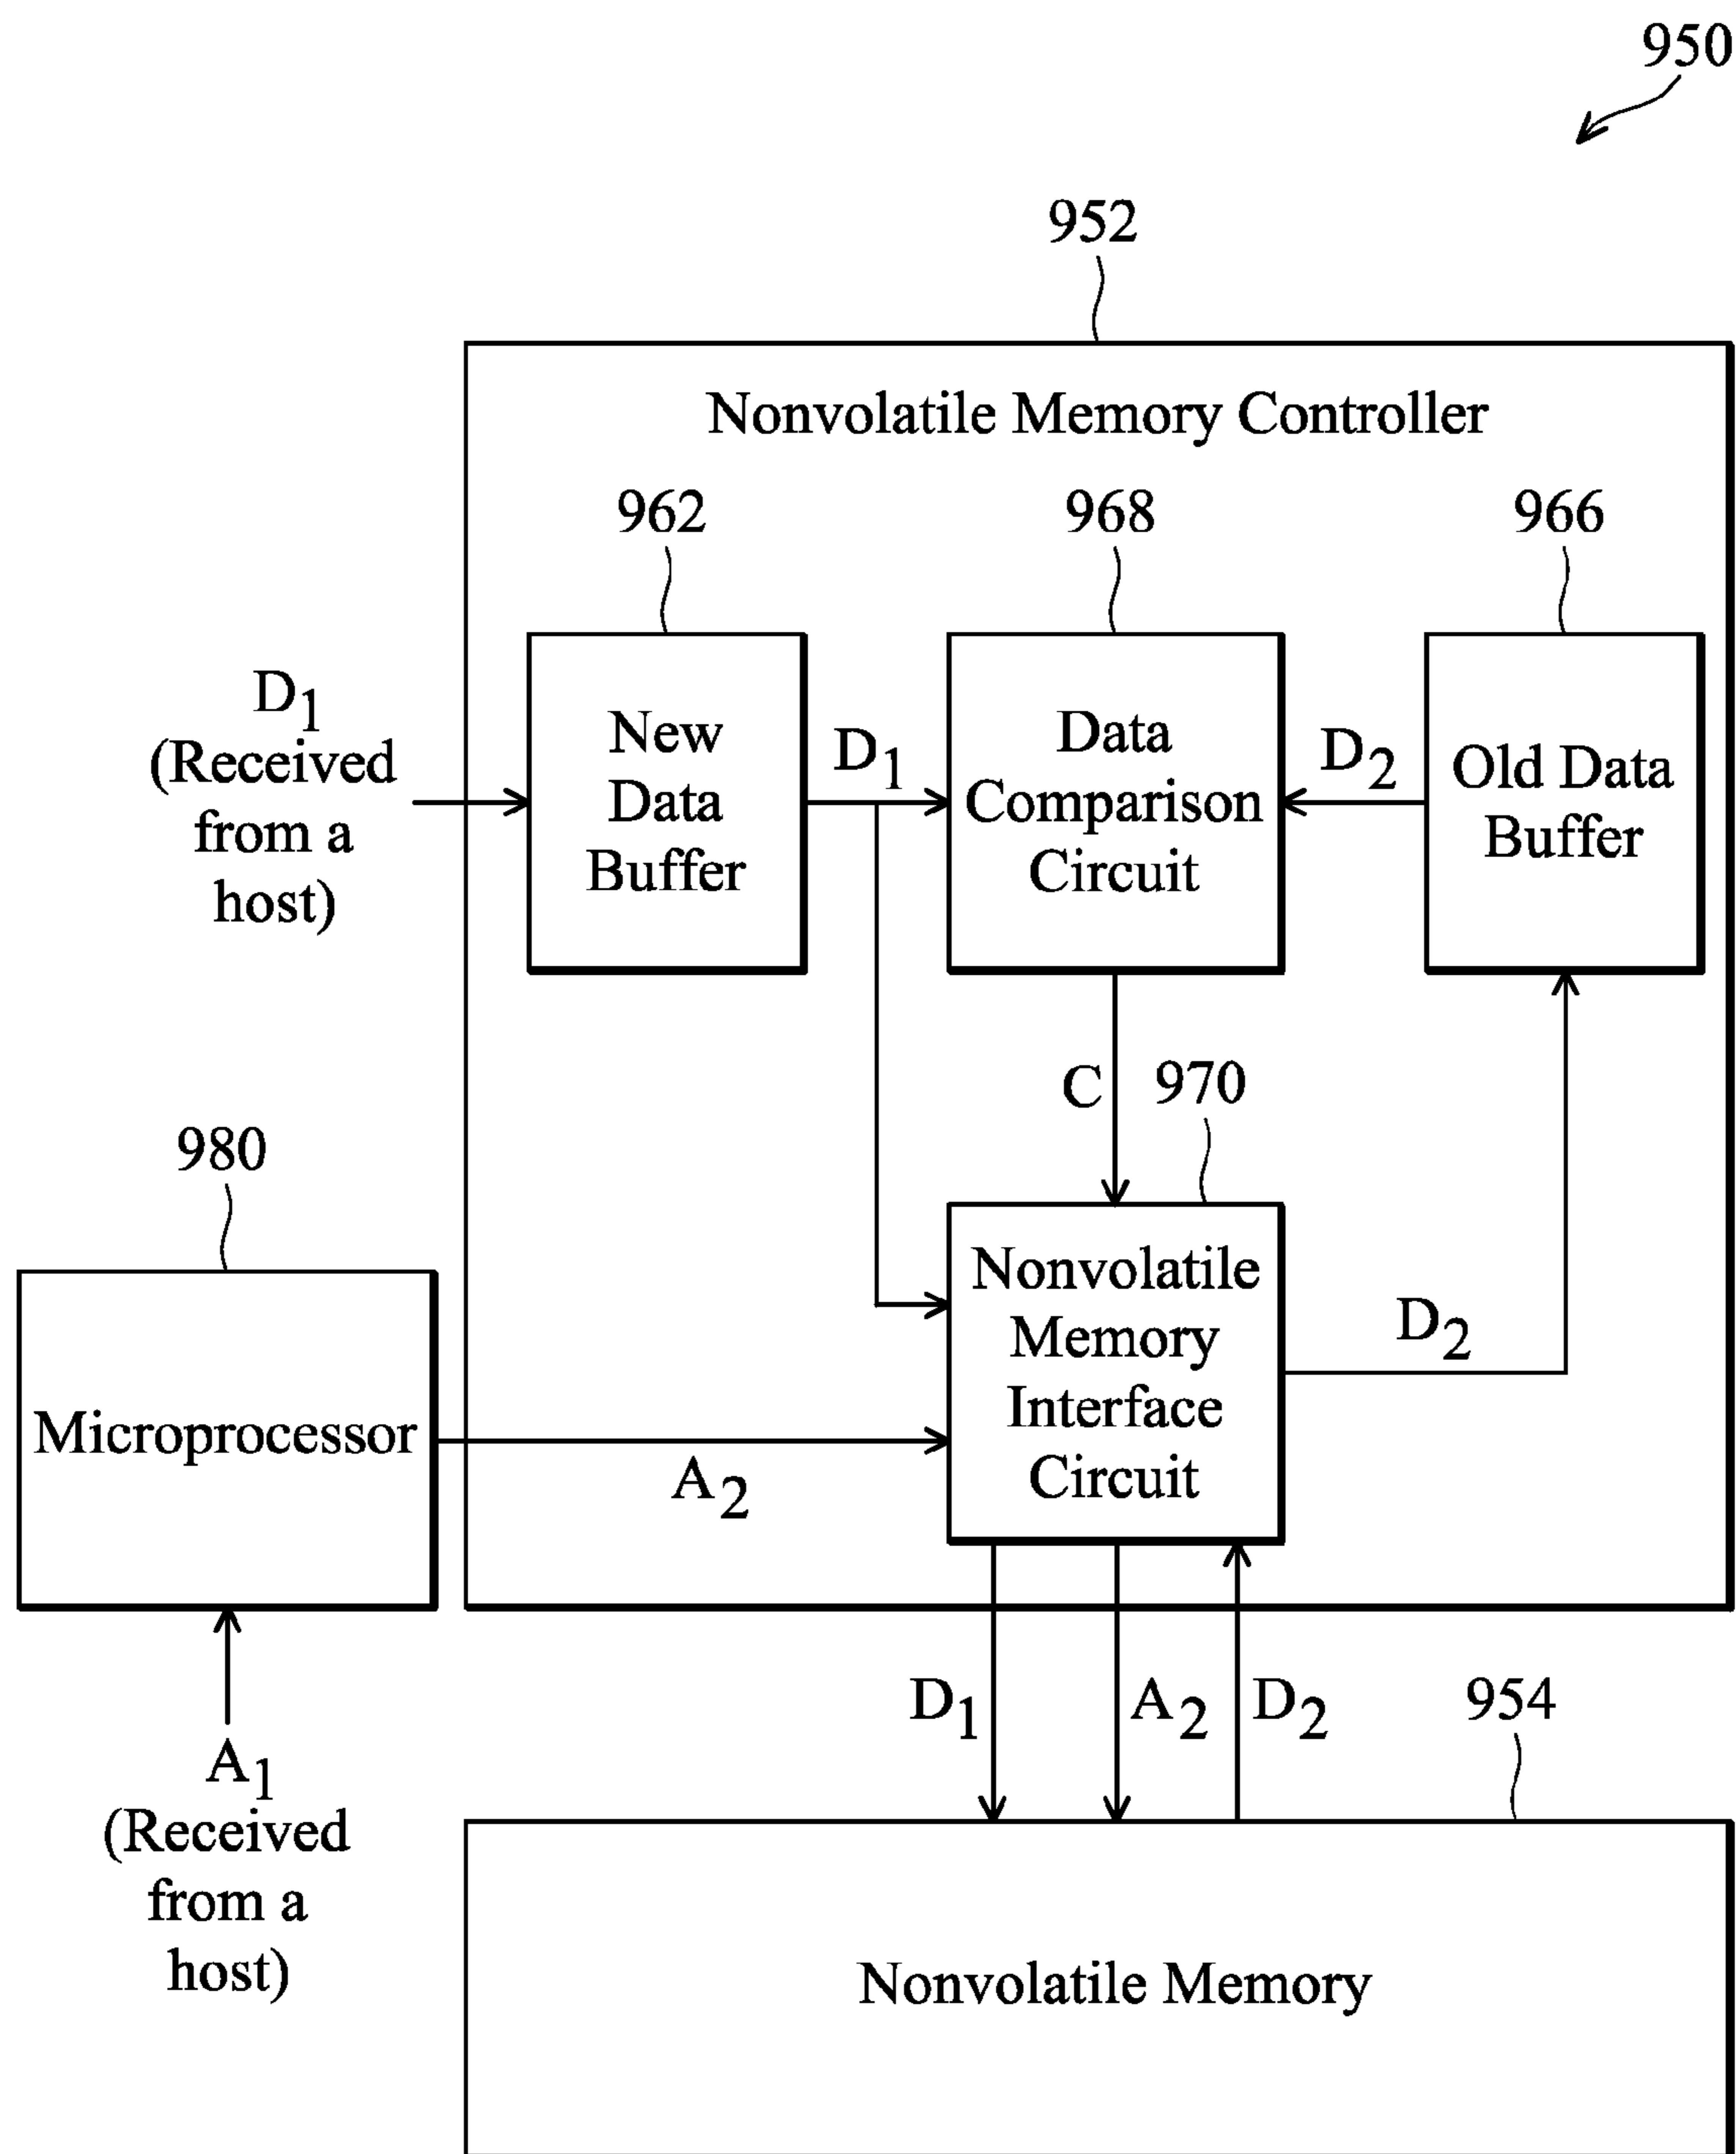 950
952
Nonvolatile Memory Controller
962
968
966
D1
(Received
from a
host)
New
Data
Buffer
D1
Data
Comparison
Circuit
D2
Old Data
Buffer
C
970
980
Microprocessor
A2
Nonvolatile
Memory
Interface
Circuit
D2
A1
(Received
from a
host)
D1
A2
D2
954
Nonvolatile Memory